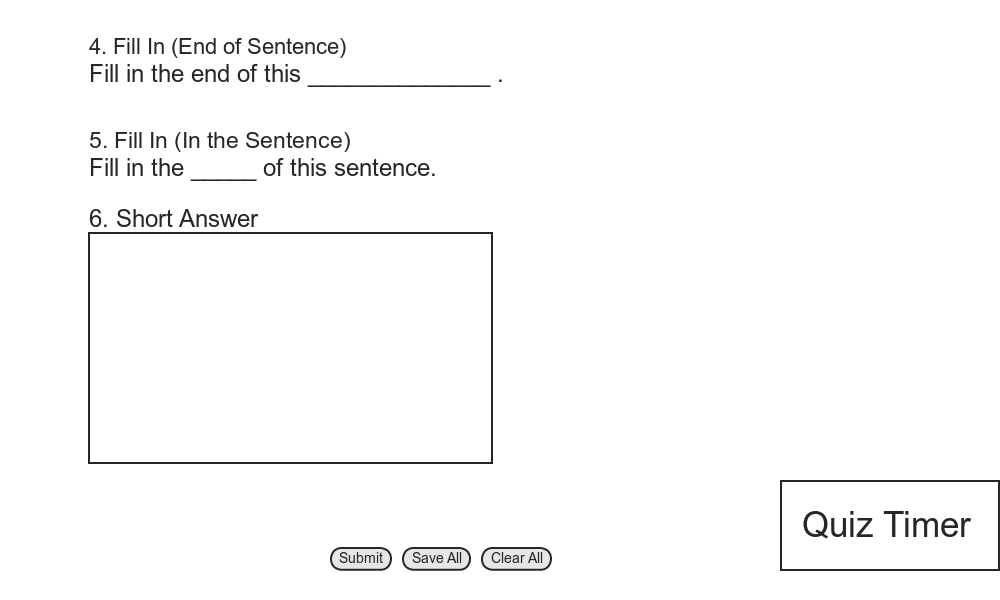 4. Fill In (End of Sentence)
Fill in the end of this ______________ .
5. Fill In (In the Sentence)
Fill in the _____ of this sentence.
6. Short Answer
Quiz Timer
Submit
Save All
Clear All